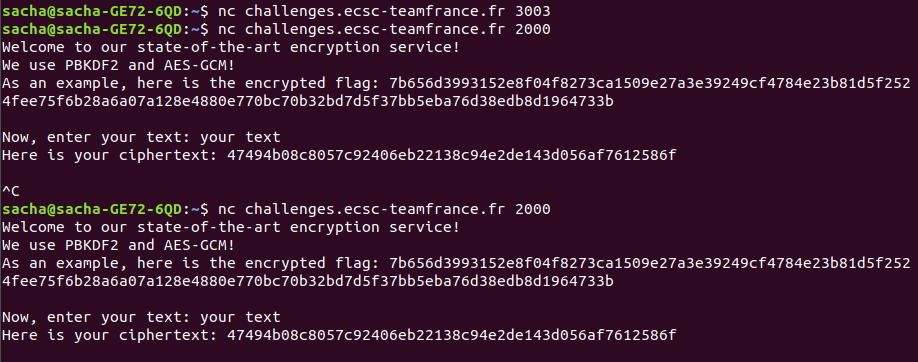 sacha@sacha-GE72-6QD:~$ nc challenges.ecsc-teamfrance.fr 3003
sacha@sacha-GE72-6QD:~$ nc challenges.ecsc-teamfrance.fr 2000
Welcome to our state-of-the-art encryption service!
We use PBKDF2 and AES-GCM!
As an example, here is the encrypted flag: 7b656d3993152e8f04f8273ca1509e27a3e39249cf4784e23b81d5f252
4fee75f6b28a6a07a128e4880e770bc70b32bd7d5f37bb5eba76d38edb8d1964733b
Now, enter your text: your text
Here is your ciphertext: 47494b08c8057c92406eb22138c94e2de143d056af7612586f
^C
sacha@sacha-GE72-6QD:~$ nc challenges.ecsc-teamfrance.fr 2000
Welcome to our state-of-the-art encryption service!
We use PBKDF2 and AES-GCM!
As an example, here is the encrypted flag: 7b656d3993152e8f04f8273ca1509e27a3e39249cf4784e23b81d5f252
4fee75f6b28a6a07a128e4880e770bc70b32bd7d5f37bb5eba76d38edb8d1964733b
Now, enter your text: your text
Here is your ciphertext: 47494b08c8057c92406eb22138c94e2de143d056af7612586f